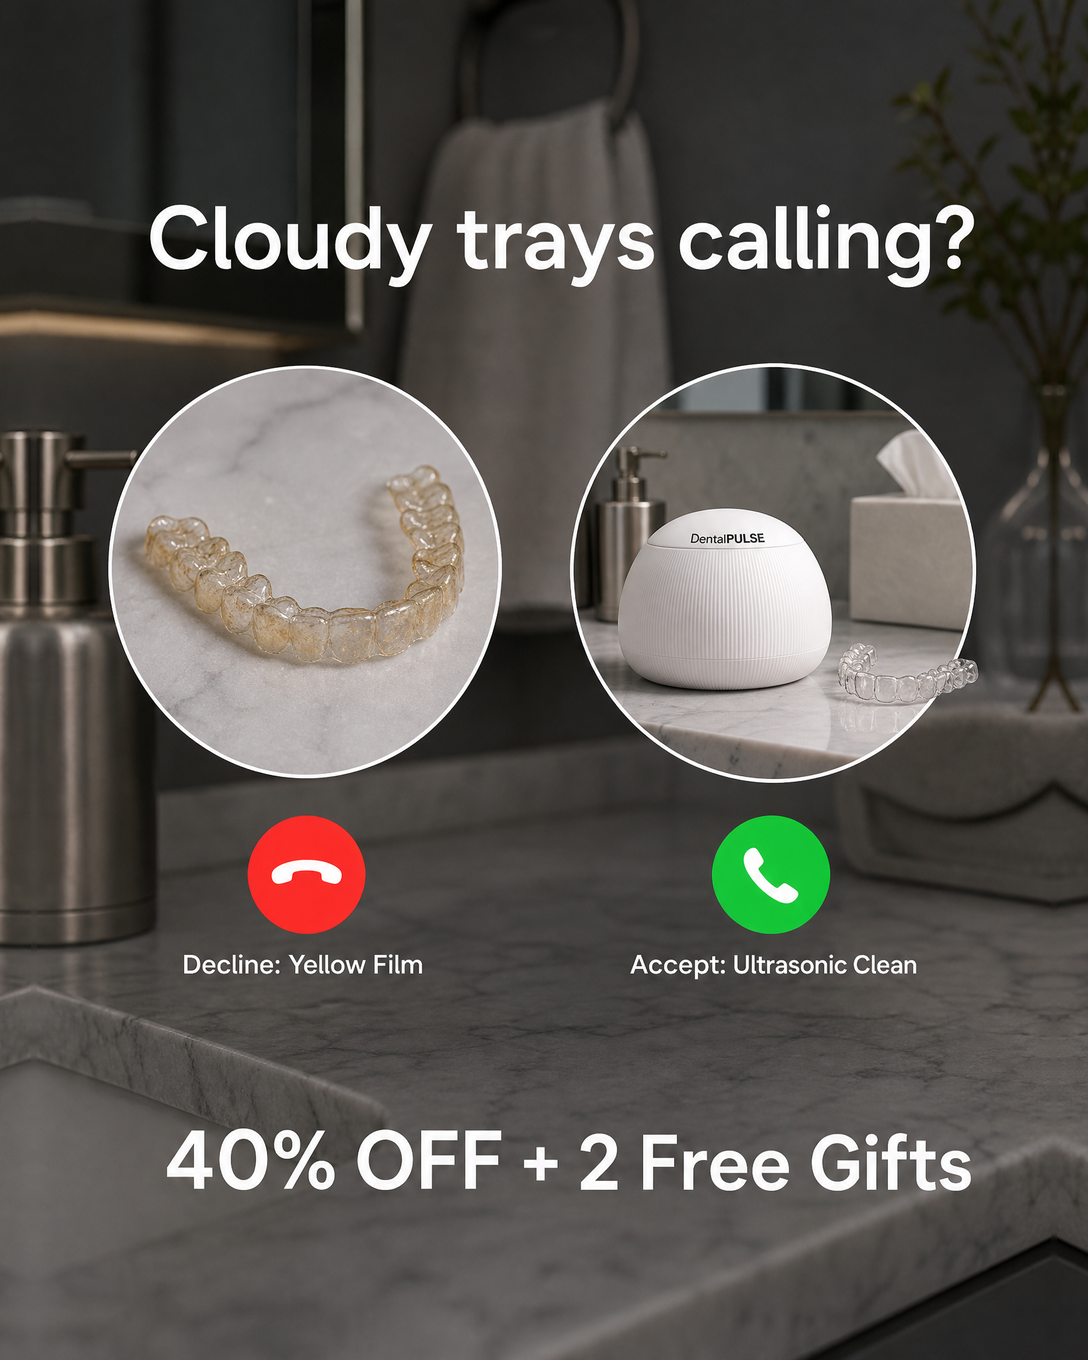 Cloudy trays calling?
DentalPULSE
Decline: Yellow Film
Accept: Ultrasonic Clean
40% OFF + 2 Free Gifts